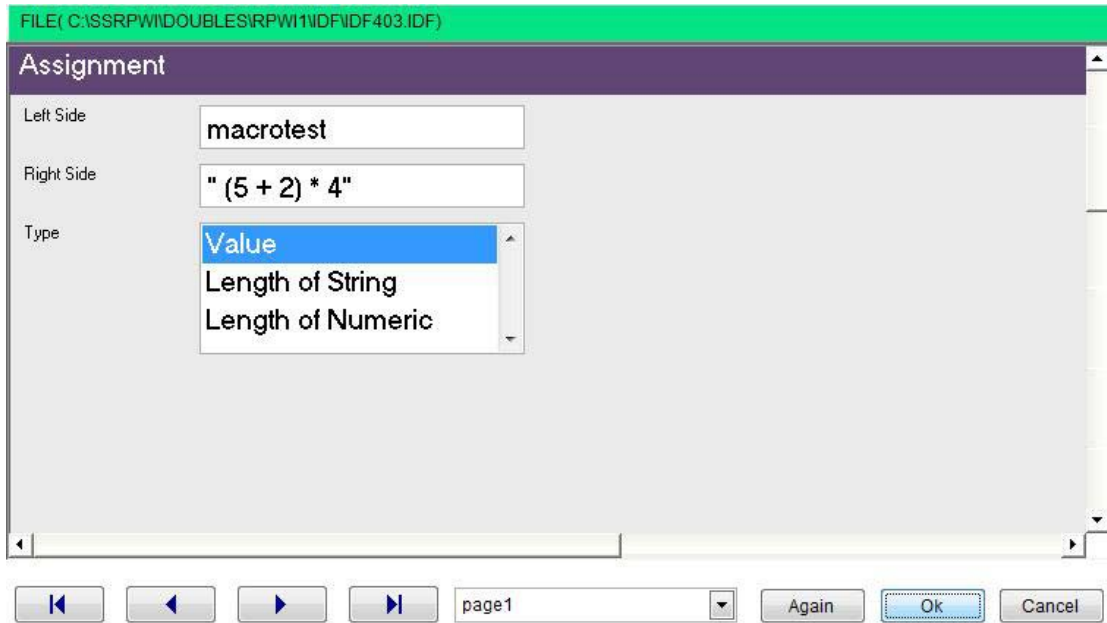 FILE( C:\SSRPWI\DOUBLES\RPWI1\IDF\IDF403.IDF)
Assignment
Left Side
macrotest
Right Side
" (5 + 2) * 4"
Type
Value
Length of String
Length of Numeric
page1
Again
Ok
Cancel